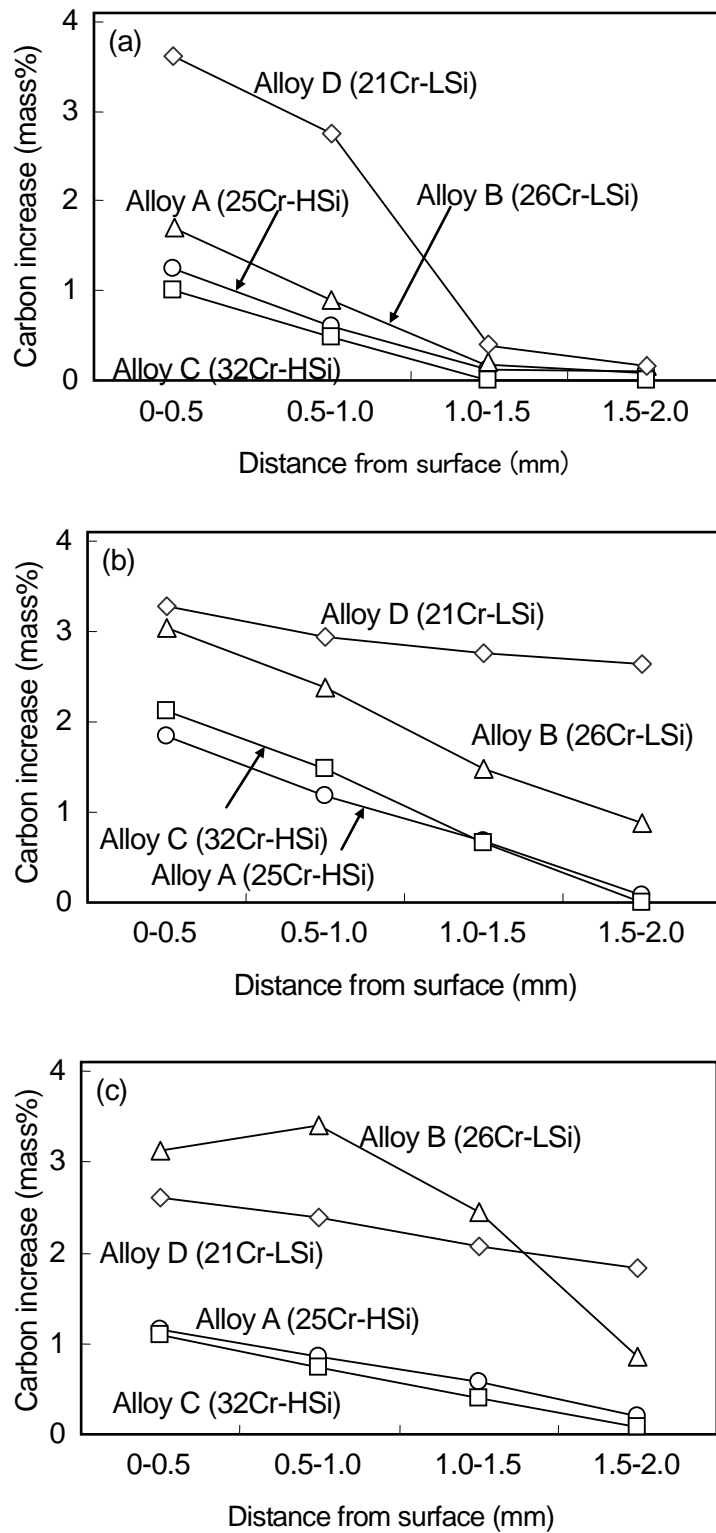 (a)
4
3
2
1
0
Carbon increase (mass%)
Alloy D (21Cr-LSi)
Alloy A (25Cr-HSi)
Alloy B (26Cr-LSi)
Alloy C (32Cr-HSi)
0-0.5 0.5-1.0 1.0-1.5 1.5-2.0
Distance from surface (mm)
(b)
4
3
2
1
0
Carbon increase (mass%)
Alloy D (21Cr-LSi)
Alloy B (26Cr-LSi)
Alloy C (32Cr-HSi)
Alloy A (25Cr-HSi)
0-0.5 0.5-1.0 1.0-1.5 1.5-2.0
Distance from surface (mm)
(c)
4
3
2
1
0
Carbon increase (mass%)
Alloy B (26Cr-LSi)
Alloy D (21Cr-LSi)
Alloy A (25Cr-HSi)
Alloy C (32Cr-HSi)
0-0.5 0.5-1.0 1.0-1.5 1.5-2.0
Distance from surface (mm)